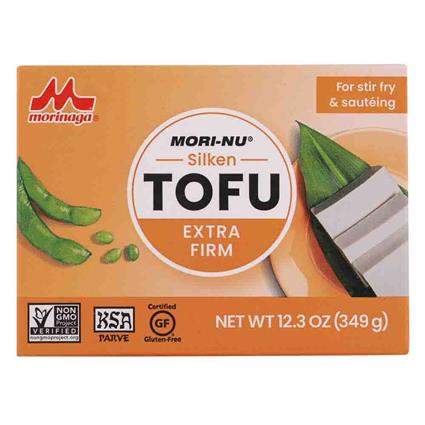 morinaga®
For stir fry
& sautéing
MORI-NU®
Silken
TOFU
EXTRA
FIRM
NON
GMO
Project
VERIFIED
nongmoproject.org
KSA
PARVE
Certified
GF
Gluten-Free
NET WT 12.3 OZ (349 g)